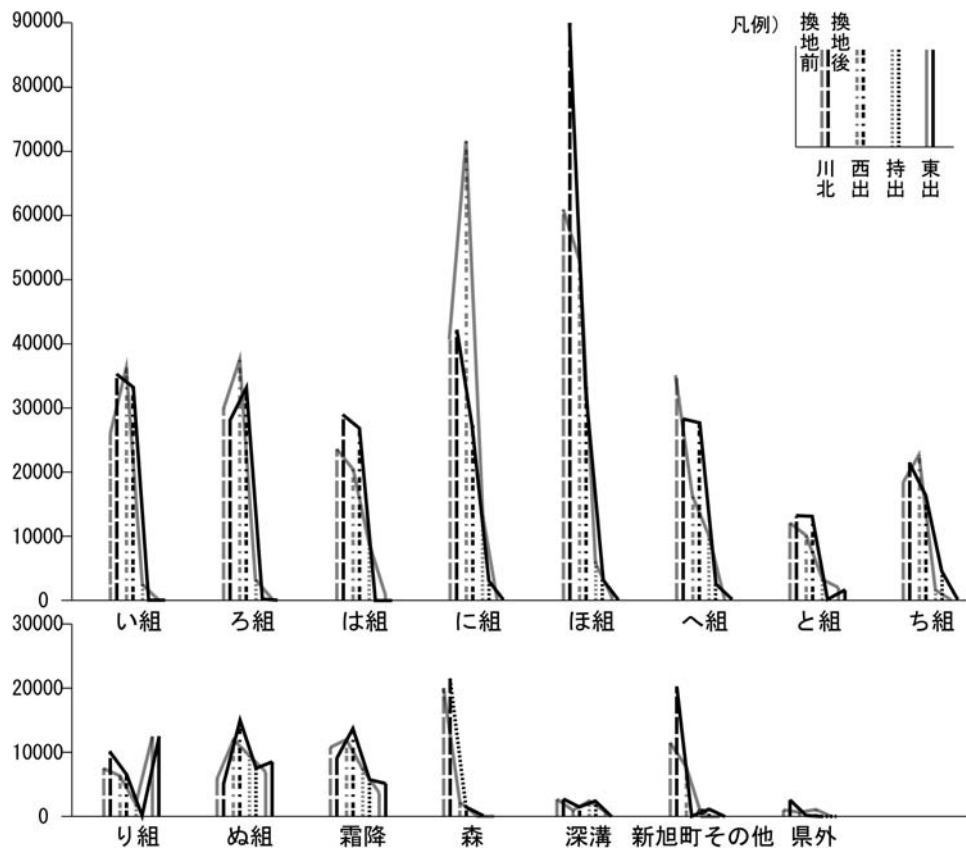 90000
80000
70000
60000
50000
40000
30000
20000
10000
0
凡例）
換地前
換地後
川北
西出
持出
東出
い組 ろ組 は組 に組 ほ組 へ組 と組 ち組
30000
20000
10000
0
り組 ぬ組 霜降 森 深溝 新旭町その他 県外